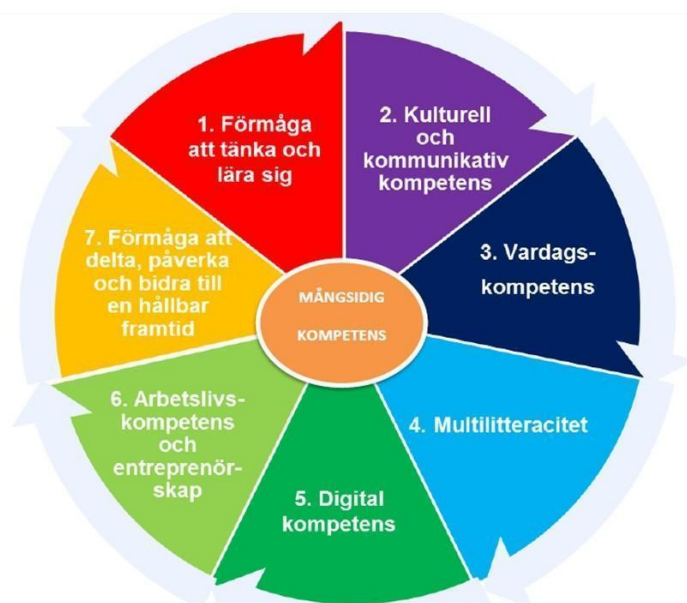 1. Förmåga
att tänka och
lära sig
2. Kulturell
och
kommunikativ
kompetens
3. Vardags-
kompetens
4. Multilitteracitet
5. Digital
kompetens
6. Arbetslivs-
kompetens
och
entreprenör-
skap
7. Förmåga att
delta, påverka
och bidra till
en hållbar
framtid
MÅNGSIDIG
KOMPETENS